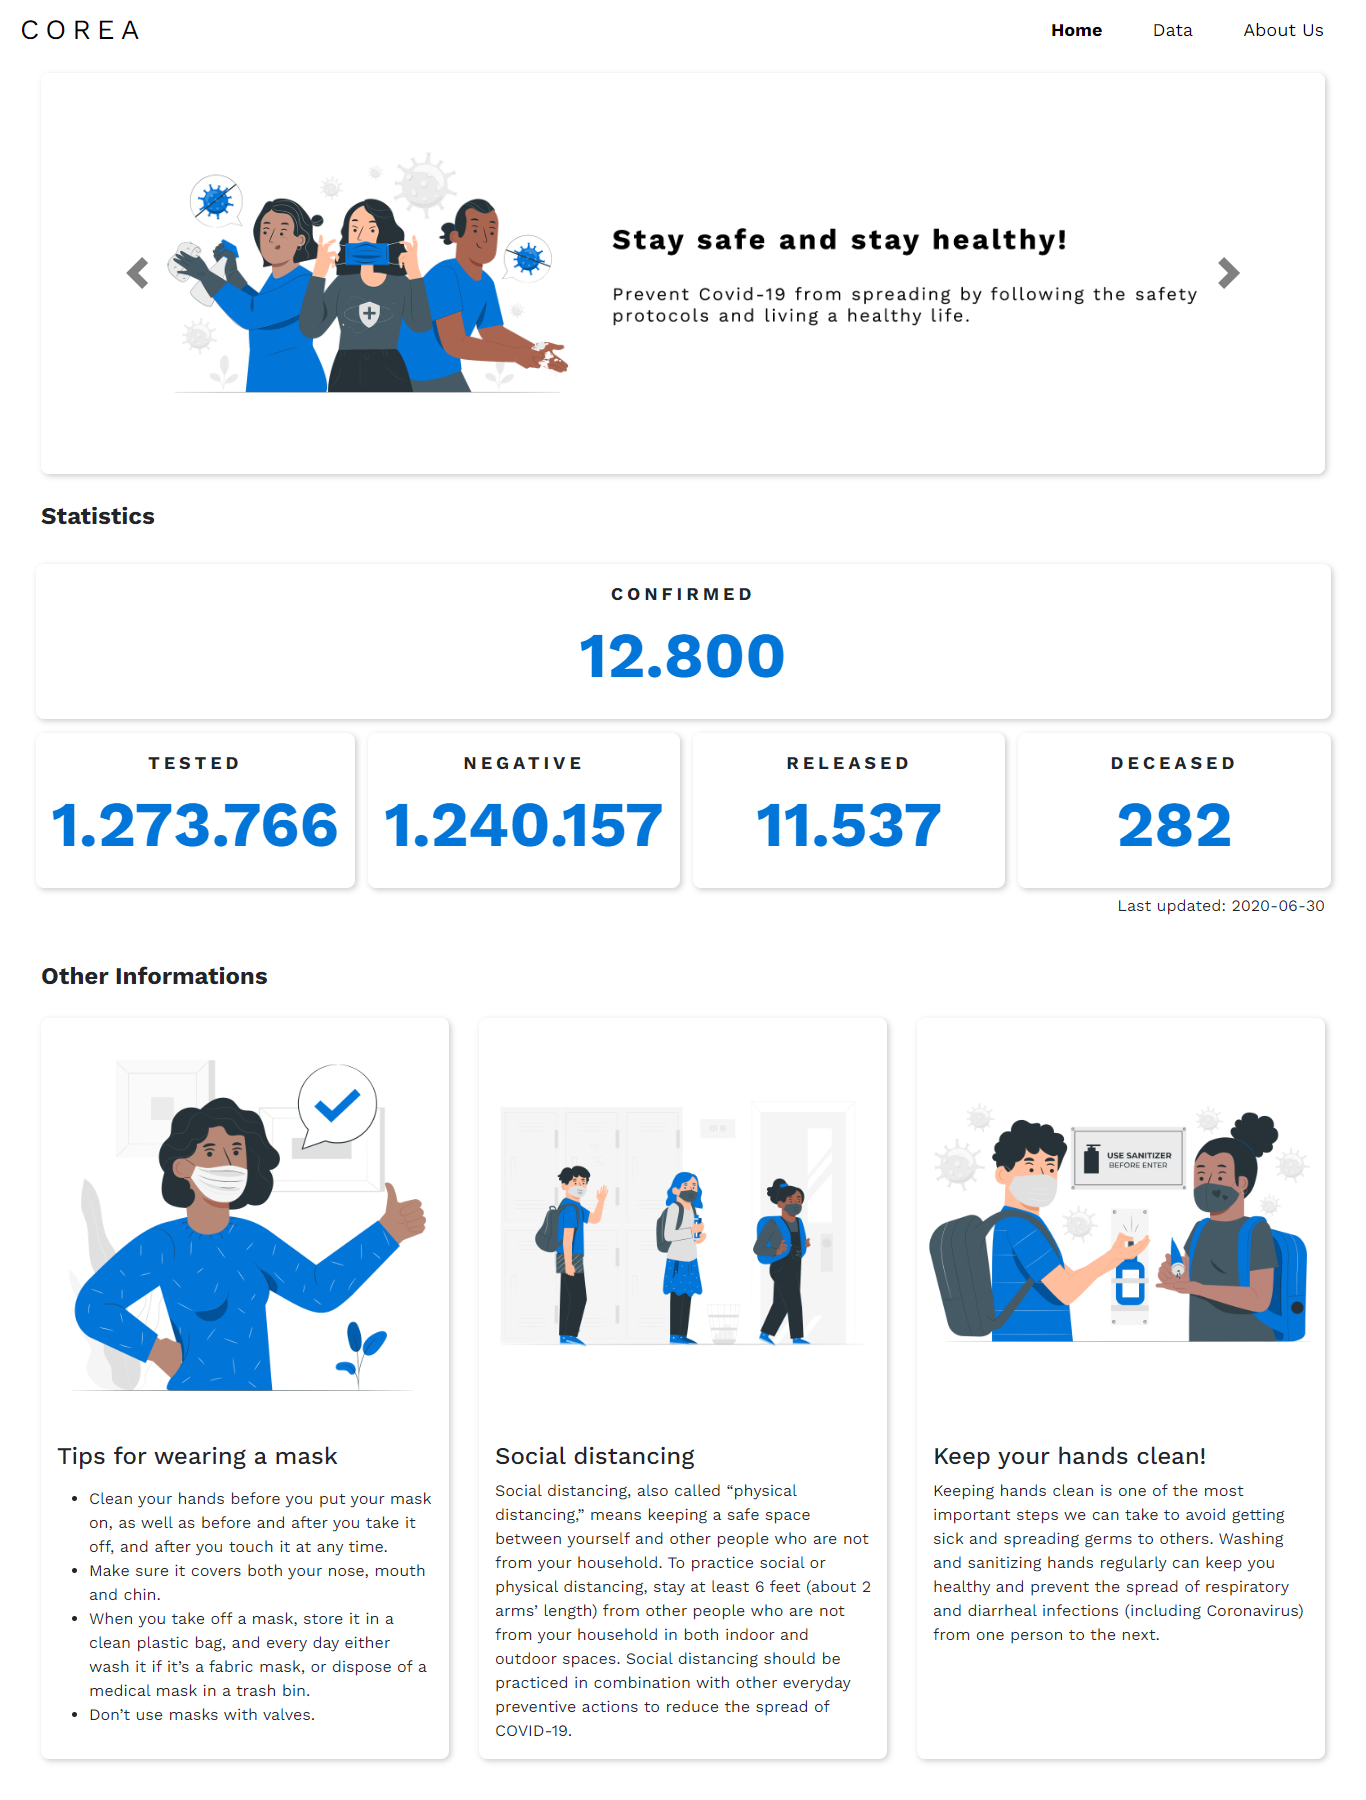 COREA
Home
Data
About Us
Stay safe and stay healthy!
Prevent Covid-19 from spreading by following the safety
protocols and living a healthy life.
Statistics
CONFIRMED
12.800
TESTED
1.273.766
NEGATIVE
1.240.157
RELEASED
11.537
DECEASED
282
Last updated: 2020-06-30
Other Informations
Tips for wearing a mask
• Clean your hands before you put your mask
on, as well as before and after you take it
off, and after you touch it at any time.
• Make sure it covers both your nose, mouth
and chin.
• When you take off a mask, store it in a
clean plastic bag, and every day either
wash it if it’s a fabric mask, or dispose of a
medical mask in a trash bin.
• Don’t use masks with valves.
Social distancing
Social distancing, also called “physical
distancing,” means keeping a safe space
between yourself and other people who are not
from your household. To practice social or
physical distancing, stay at least 6 feet (about 2
arms’ length) from other people who are not
from your household in both indoor and
outdoor spaces. Social distancing should be
practiced in combination with other everyday
preventive actions to reduce the spread of
COVID-19.
USE SANITIZER
BEFORE ENTER
Keep your hands clean!
Keeping hands clean is one of the most
important steps we can take to avoid getting
sick and spreading germs to others. Washing
and sanitizing hands regularly can keep you
healthy and prevent the spread of respiratory
and diarrheal infections (including Coronavirus)
from one person to the next.